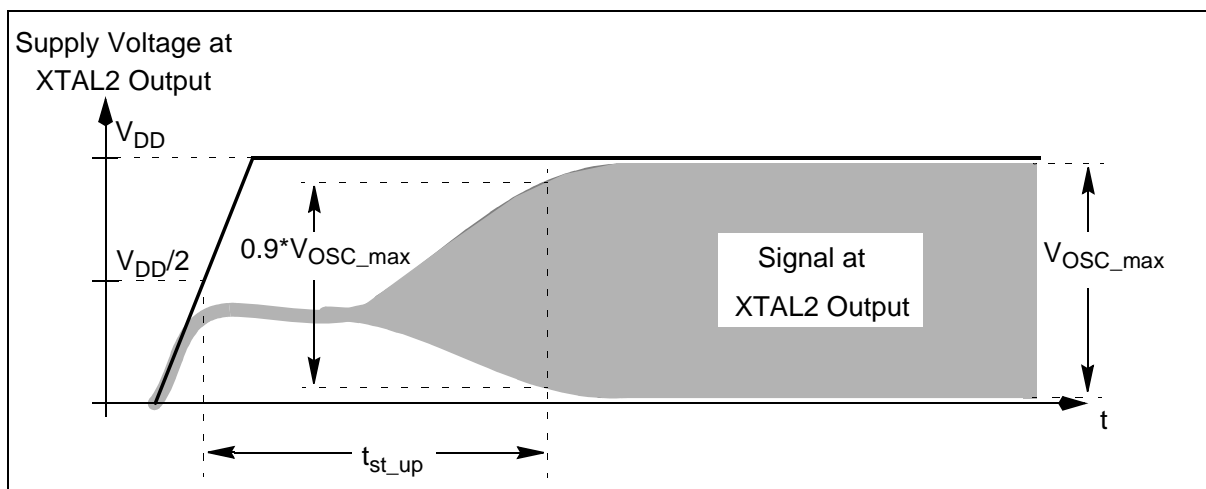 Supply Voltage at
XTAL2 Output
V_DD
V_DD/2
0.9*V_OSC_max
Signal at
XTAL2 Output
V_OSC_max
t
t_st_up